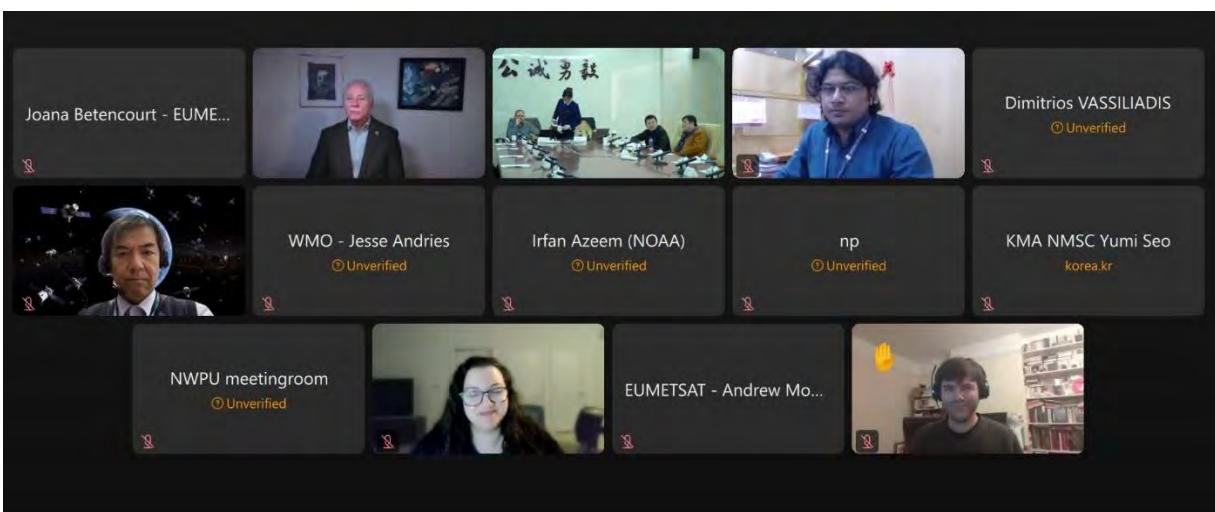 Joana Betencourt - EUME...
公诚勇毅
Dimitrios VASSILIADIS
Unverified
WMO - Jesse Andries
Unverified
Irfan Azeem (NOAA)
Unverified
np
Unverified
KMA NMSC Yumi Seo
korea.kr
NWPU meetingroom
Unverified
EUMETSAT - Andrew Mo...